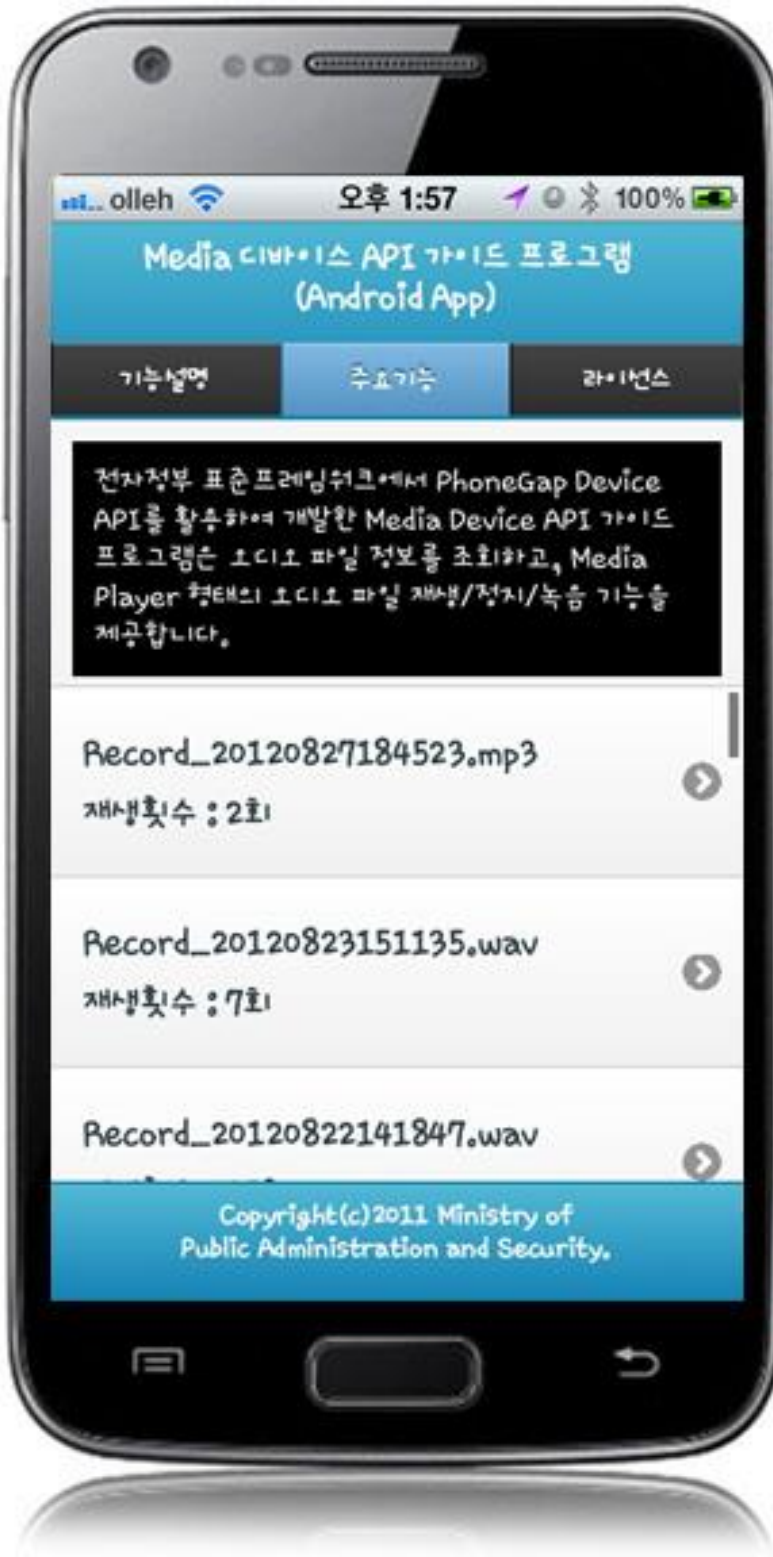 olleh 오후 1:57 100%
Media 디바이스 API 가이드 프로그램
(Android App)
기능설명 주요기능 라이선스
전자정부 표준프레임워크에서 PhoneGap Device
API를 활용하여 개발한 Media Device API 가이드
프로그램은 오디오 파일 정보를 조회하고, Media
Player 형태의 오디오 파일 재생/정지/녹음 기능을
제공합니다.
Record_20120827184523.mp3
재생횟수 : 2회
Record_20120823151135.wav
재생횟수 : 7회
Record_20120822141847.wav
Copyright(c)2011 Ministry of
Public Administration and Security.